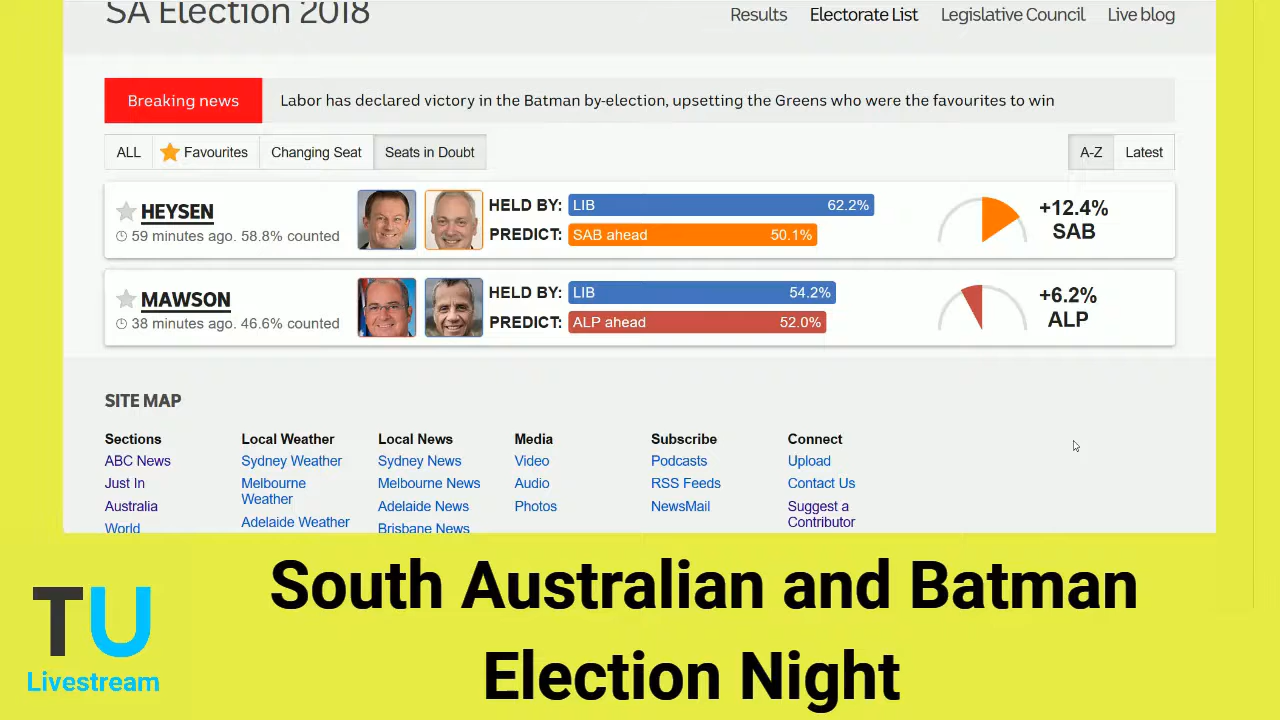 SA Election 2018
Results Electorate List Legislative Council Live blog
Breaking news Labor has declared victory in the Batman by-election, upsetting the Greens who were the favourites to win
ALL Favourites Changing Seat Seats in Doubt A-Z Latest
HEYSEN
59 minutes ago. 58.8% counted
HELD BY: LIB 62.2%
PREDICT: SAB ahead 50.1%
+12.4%
SAB
MAWSON
38 minutes ago. 46.6% counted
HELD BY: LIB 54.2%
PREDICT: ALP ahead 52.0%
+6.2%
ALP
SITE MAP
Sections
ABC News
Just In
Australia
World
Local Weather
Sydney Weather
Melbourne
Weather
Adelaide Weather
Local News
Sydney News
Melbourne News
Adelaide News
Brisbane News
Media
Video
Audio
Photos
Subscribe
Podcasts
RSS Feeds
NewsMail
Connect
Upload
Contact Us
Suggest a
Contributor
TU
Livestream
South Australian and Batman
Election Night